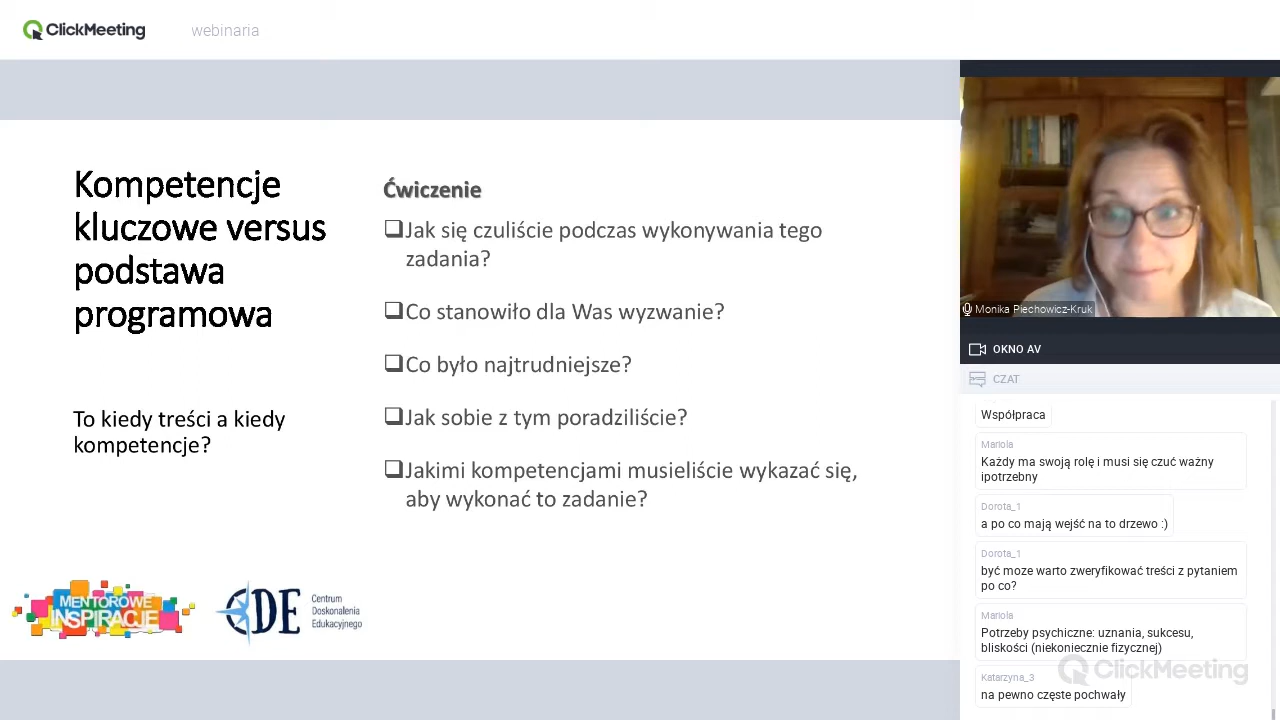 ClickMeeting
webinaria
Kompetencje
kluczowe versus
podstawa
programowa
To kiedy treści a kiedy
kompetencje?
Ćwiczenie
❑Jak się czuliście podczas wykonywania tego
zadania?
❑Co stanowiło dla Was wyzwanie?
❑Co było najtrudniejsze?
❑Jak sobie z tym poradziliście?
❑Jakimi kompetencjami musieliście wykazać się,
aby wykonać to zadanie?
MENTOROWE
INSPIRACJE
CDE
Centrum
Doskonalenia
Edukacyjnego
Monika Piechowicz-Kruk
OKNO AV
CZAT
Współpraca
Mariola
Każdy ma swoją rolę i musi się czuć ważny
ipotrzebny
Dorota_1
a po co mają wejść na to drzewo :)
Dorota_1
być moze warto zweryfikować treści z pytaniem
po co?
Mariola
Potrzeby psychiczne: uznania, sukcesu,
bliskości (niekoniecznie fizycznej)
Katarzyna_3
na pewno częste pochwały
ClickMeeting